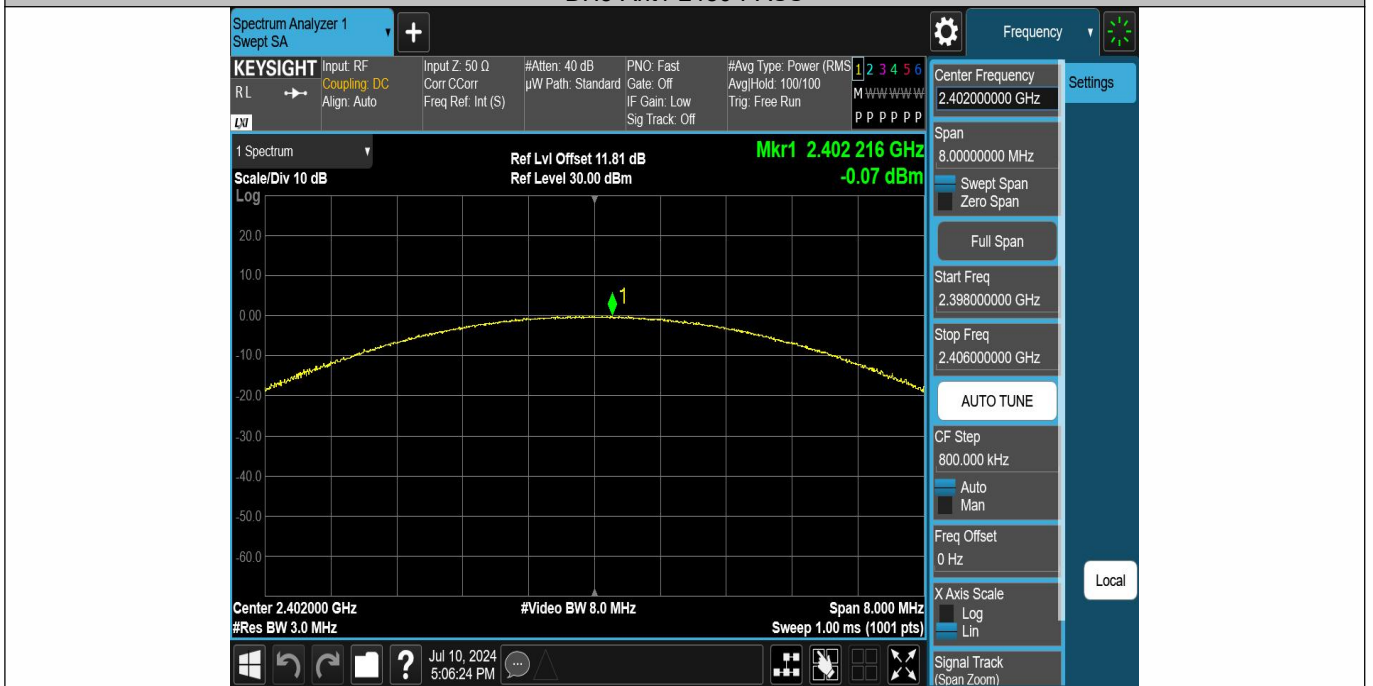 Spectrum Analyzer 1
Swept SA
+
Frequency
KEYSIGHT
RL
LXI
Input: RF
Coupling: DC
Align: Auto
Input Z: 50 Ω
Corr CCorr
Freq Ref: Int (S)
#Atten: 40 dB
µW Path: Standard
PNO: Fast
Gate: Off
IF Gain: Low
Sig Track: Off
#Avg Type: Power (RMS
Avg|Hold: 100/100
Trig: Free Run
1 2 3 4 5 6
M W W W W W
P P P P P P
1 Spectrum
Scale/Div 10 dB
Ref Lvl Offset 11.81 dB
Ref Level 30.00 dBm
Mkr1 2.402 216 GHz
-0.07 dBm
Log
20.0
10.0
0.00
-10.0
-20.0
-30.0
-40.0
-50.0
-60.0
1
Center 2.402000 GHz
#Res BW 3.0 MHz
#Video BW 8.0 MHz
Span 8.000 MHz
Sweep 1.00 ms (1001 pts)
Center Frequency
2.402000000 GHz
Settings
Span
8.00000000 MHz
Swept Span
Zero Span
Full Span
Start Freq
2.398000000 GHz
Stop Freq
2.406000000 GHz
AUTO TUNE
CF Step
800.000 kHz
Auto
Man
Freq Offset
0 Hz
X Axis Scale
Log
Lin
Signal Track
(Span Zoom)
Local
?
Jul 10, 2024
5:06:24 PM